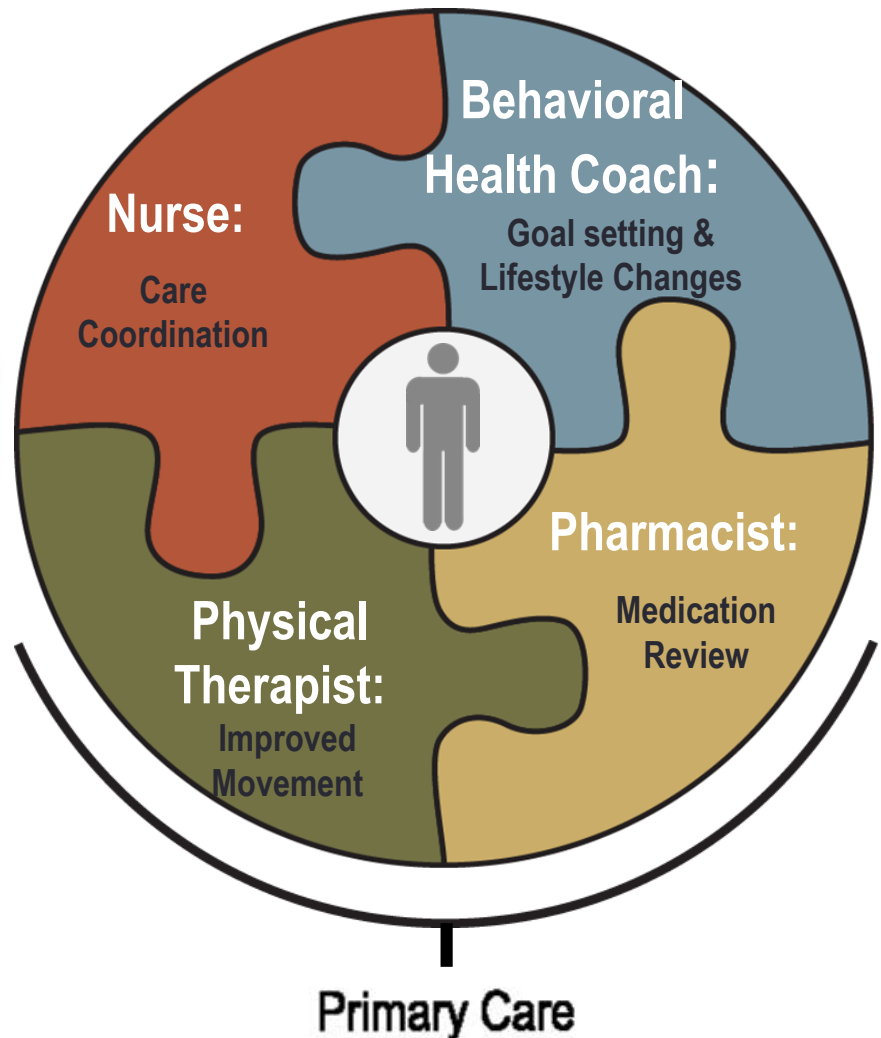 Nurse:
Care
Coordination
Behavioral
Health Coach:
Goal setting &
Lifestyle Changes
Physical
Therapist:
Improved
Movement
Pharmacist:
Medication
Review
Primary Care